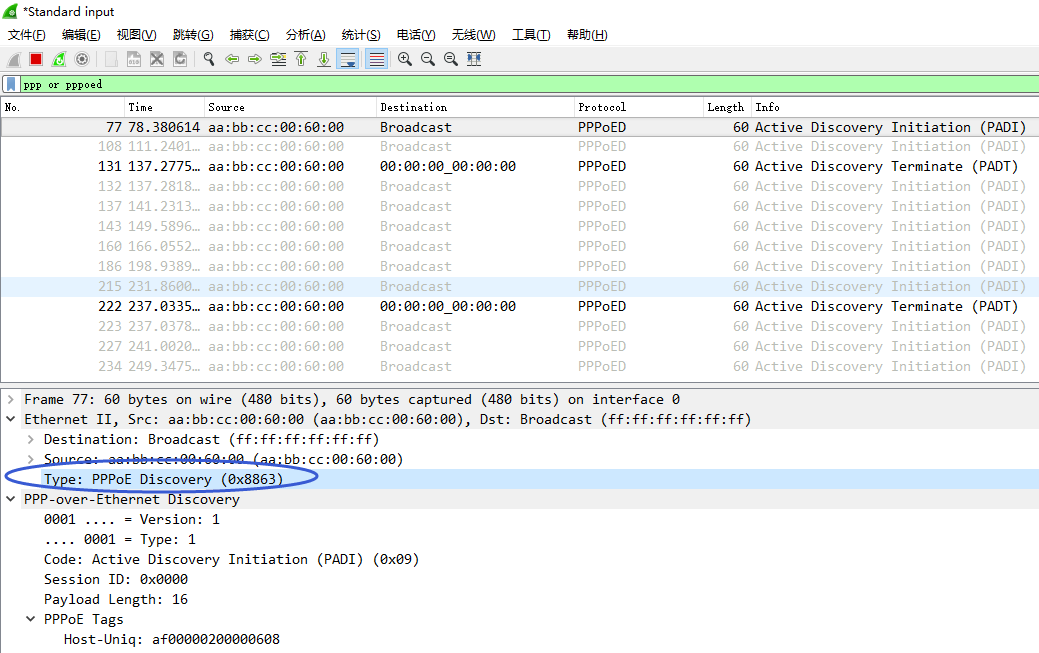 *Standard input
文件(F) 编辑(E) 视图(V) 跳转(G) 捕获(C) 分析(A) 统计(S) 电话(Y) 无线(W) 工具(T) 帮助(H)
ppp or pppoed
No. Time Source Destination Protocol Length Info
77 78.380614 aa:bb:cc:00:60:00 Broadcast PPPoED 60 Active Discovery Initiation (PADI)
108 111.2401… aa:bb:cc:00:60:00 Broadcast PPPoED 60 Active Discovery Initiation (PADI)
131 137.2775… aa:bb:cc:00:60:00 00:00:00_00:00:00 PPPoED 60 Active Discovery Terminate (PADT)
132 137.2818… aa:bb:cc:00:60:00 Broadcast PPPoED 60 Active Discovery Initiation (PADI)
137 141.2313… aa:bb:cc:00:60:00 Broadcast PPPoED 60 Active Discovery Initiation (PADI)
143 149.5896… aa:bb:cc:00:60:00 Broadcast PPPoED 60 Active Discovery Initiation (PADI)
160 166.0552… aa:bb:cc:00:60:00 Broadcast PPPoED 60 Active Discovery Initiation (PADI)
186 198.9389… aa:bb:cc:00:60:00 Broadcast PPPoED 60 Active Discovery Initiation (PADI)
215 231.8600… aa:bb:cc:00:60:00 Broadcast PPPoED 60 Active Discovery Initiation (PADI)
222 237.0335… aa:bb:cc:00:60:00 00:00:00_00:00:00 PPPoED 60 Active Discovery Terminate (PADT)
223 237.0378… aa:bb:cc:00:60:00 Broadcast PPPoED 60 Active Discovery Initiation (PADI)
227 241.0020… aa:bb:cc:00:60:00 Broadcast PPPoED 60 Active Discovery Initiation (PADI)
234 249.3475… aa:bb:cc:00:60:00 Broadcast PPPoED 60 Active Discovery Initiation (PADI)
Frame 77: 60 bytes on wire (480 bits), 60 bytes captured (480 bits) on interface 0
Ethernet II, Src: aa:bb:cc:00:60:00 (aa:bb:cc:00:60:00), Dst: Broadcast (ff:ff:ff:ff:ff:ff)
Destination: Broadcast (ff:ff:ff:ff:ff:ff)
Source: aa:bb:cc:00:60:00 (aa:bb:cc:00:60:00)
Type: PPPoE Discovery (0x8863)
PPP-over-Ethernet Discovery
0001 .... = Version: 1
.... 0001 = Type: 1
Code: Active Discovery Initiation (PADI) (0x09)
Session ID: 0x0000
Payload Length: 16
PPPoE Tags
Host-Uniq: af00000200000608